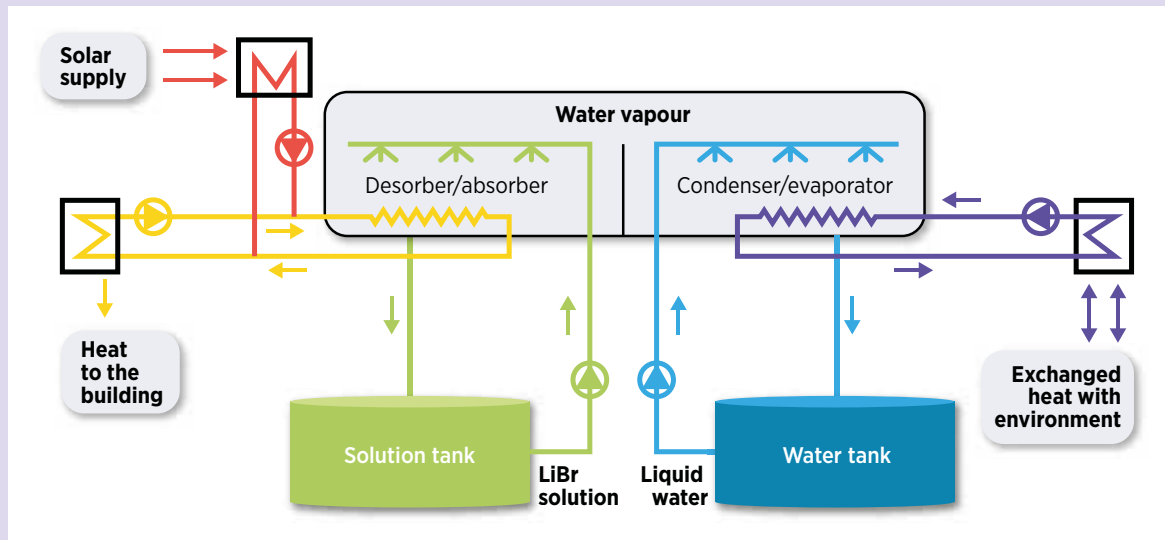 Solar
supply
Water vapour
Desorber/absorber
Condenser/evaporator
Heat
to the
building
Exchanged
heat with
environment
Solution tank
LiBr
solution
Liquid
water
Water tank